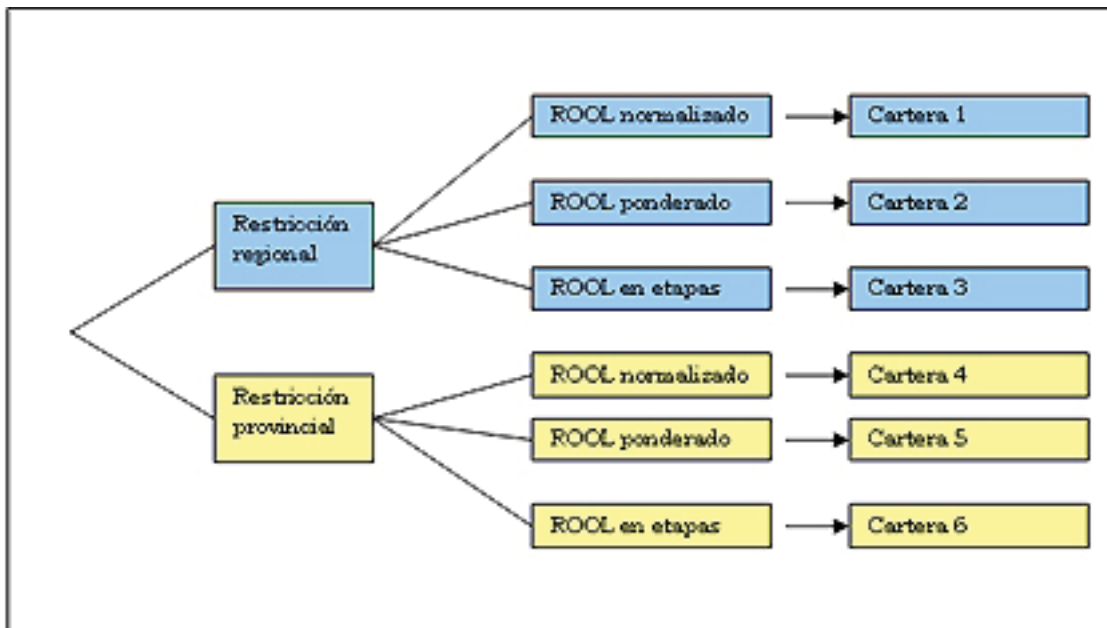 Restricción
regional
ROOL normalizado
Cartera 1
ROOL ponderado
Cartera 2
ROOL en etapas
Cartera 3
Restricción
provincial
ROOL normalizado
Cartera 4
ROOL ponderado
Cartera 5
ROOL en etapas
Cartera 6